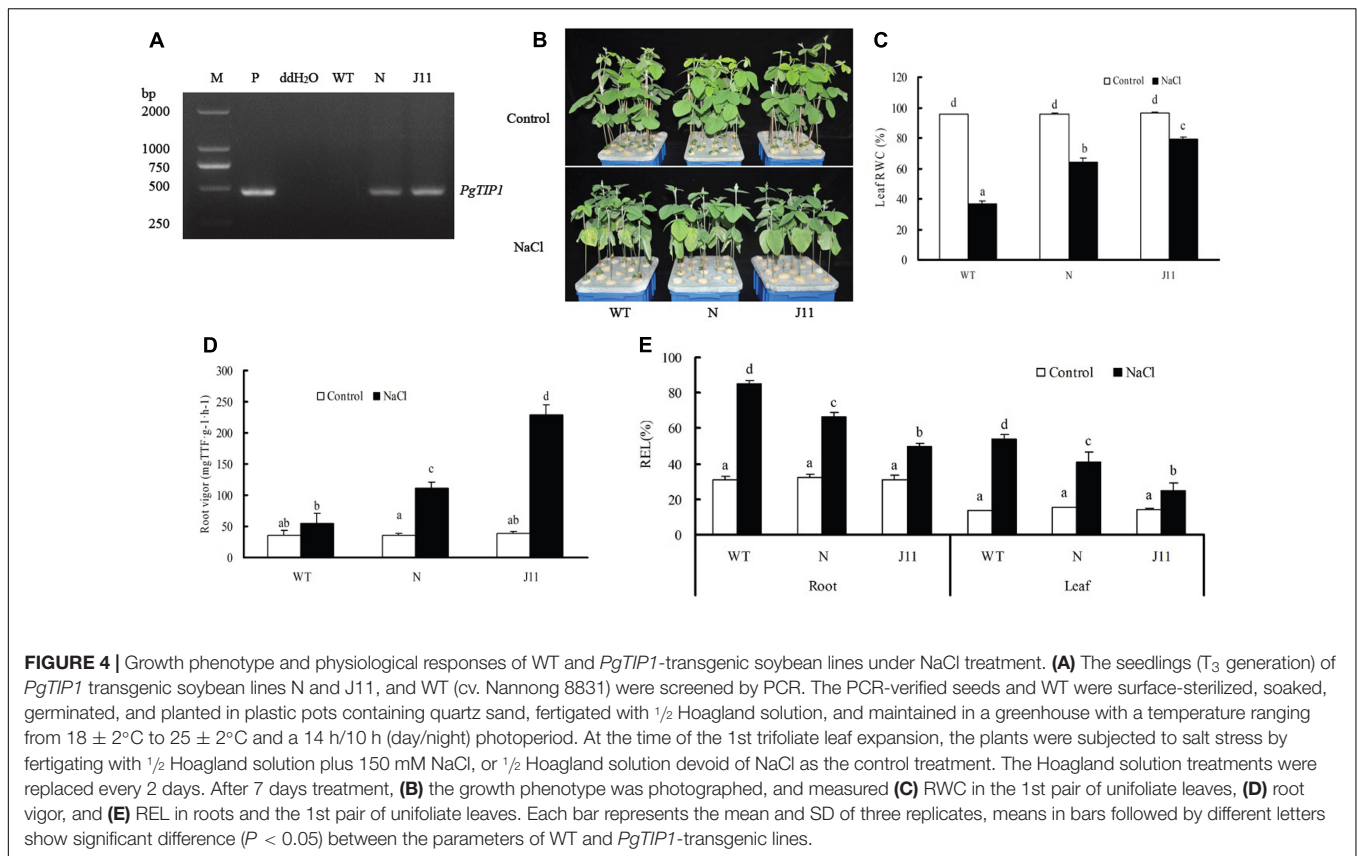 A
M P ddH2O WT N J11
bp
2000
1000
750
500
250
PgTIP1
B
Control
NaCl
WT N J11
C
Control NaCl
Leaf RWC (%)
120
100
80
60
40
20
0
d a d b d c
WT N J11
D
Control NaCl
Root vigor (mgTTF·g-1·h-1)
300
250
200
150
100
50
0
ab b a c ab d
WT N J11
E
Control NaCl
REL(%)
100
80
60
40
20
0
a d a c a b a d a c a b
WT N J11 WT N J11
Root Leaf
FIGURE 4 | Growth phenotype and physiological responses of WT and PgTIP1-transgenic soybean lines under NaCl treatment. (A) The seedlings (T3 generation) of
PgTIP1 transgenic soybean lines N and J11, and WT (cv. Nannong 8831) were screened by PCR. The PCR-verified seeds and WT were surface-sterilized, soaked,
germinated, and planted in plastic pots containing quartz sand, fertigated with 1/2 Hoagland solution, and maintained in a greenhouse with a temperature ranging
from 18 ± 2°C to 25 ± 2°C and a 14 h/10 h (day/night) photoperiod. At the time of the 1st trifoliate leaf expansion, the plants were subjected to salt stress by
fertigating with 1/2 Hoagland solution plus 150 mM NaCl, or 1/2 Hoagland solution devoid of NaCl as the control treatment. The Hoagland solution treatments were
replaced every 2 days. After 7 days treatment, (B) the growth phenotype was photographed, and measured (C) RWC in the 1st pair of unifoliate leaves, (D) root
vigor, and (E) REL in roots and the 1st pair of unifoliate leaves. Each bar represents the mean and SD of three replicates, means in bars followed by different letters
show significant difference (P < 0.05) between the parameters of WT and PgTIP1-transgenic lines.